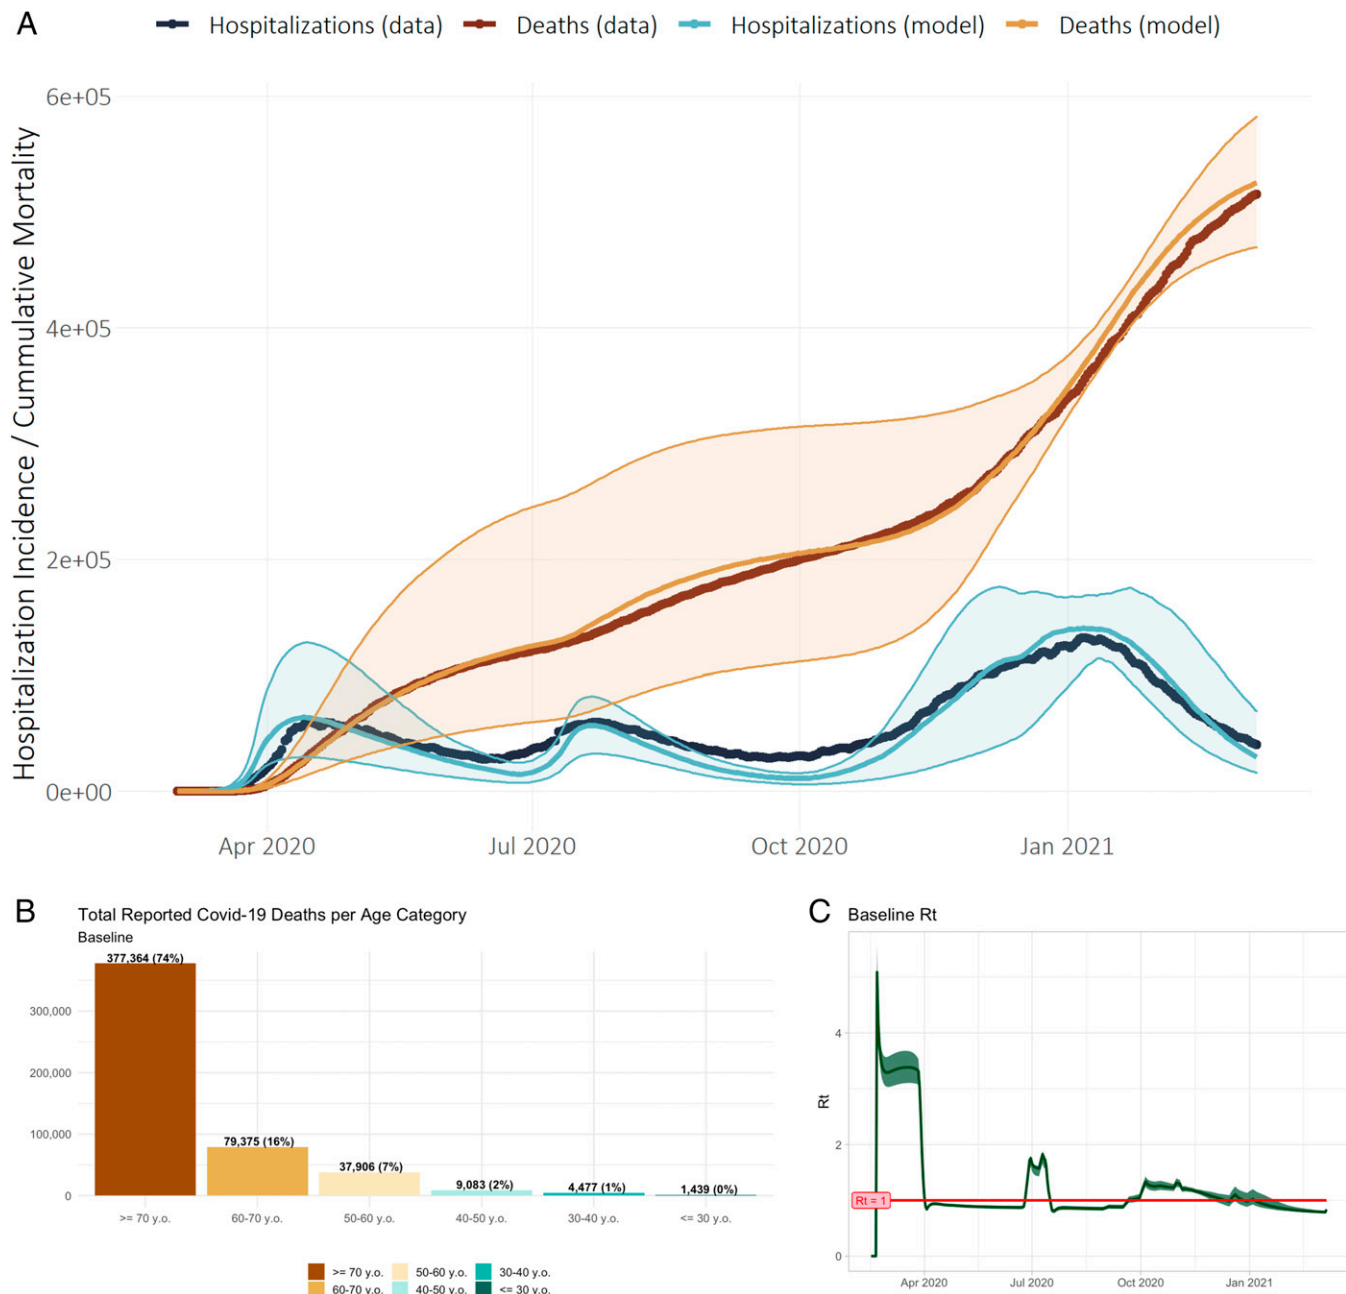 A
Hospitalizations (data) Deaths (data) Hospitalizations (model) Deaths (model)
Hospitalization Incidence / Cummulative Mortality
6e+05
4e+05
2e+05
0e+00
Apr 2020 Jul 2020 Oct 2020 Jan 2021
B
Total Reported Covid-19 Deaths per Age Category
Baseline
377,364 (74%)
79,375 (16%)
37,906 (7%)
9,083 (2%)
4,477 (1%)
1,439 (0%)
300,000
200,000
100,000
0
>= 70 y.o. 60-70 y.o. 50-60 y.o. 40-50 y.o. 30-40 y.o. <= 30 y.o.
>= 70 y.o. 50-60 y.o. 30-40 y.o.
60-70 y.o. 40-50 y.o. <= 30 y.o.
C
Baseline Rt
Rt
4
2
Rt = 1
0
Apr 2020 Jul 2020 Oct 2020 Jan 2021